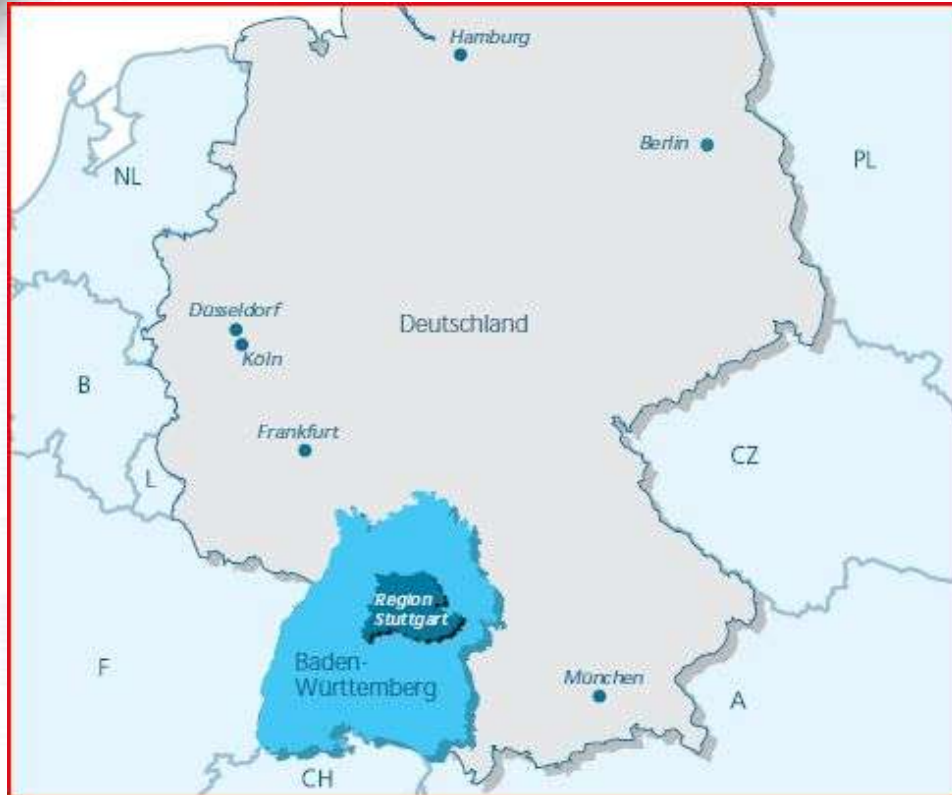 Hamburg
Berlin
PL
NL
Düsseldorf
Deutschland
Köln
B
Frankfurt
CZ
L
Region
Stuttgart
F
Baden-
Württemberg
München
A
CH